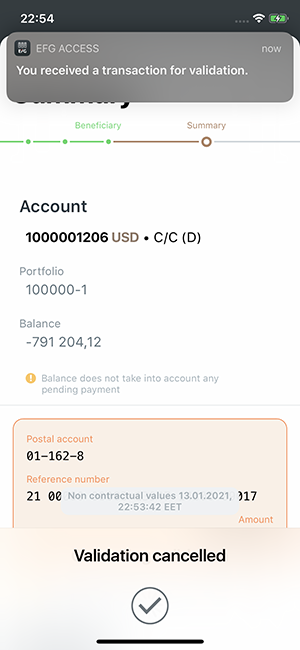 22:54
E/G
EFG ACCESS
now
You received a transaction for validation.
Summary
Beneficiary
Summary
Account
1000001206 USD • C/C (D)
Portfolio
100000-1
Balance
-791 204,12
Balance does not take into account any
pending payment
Postal account
01-162-8
Reference number
21 00
017
Non contractual values 13.01.2021,
22:53:42 EET
Amount
Validation cancelled